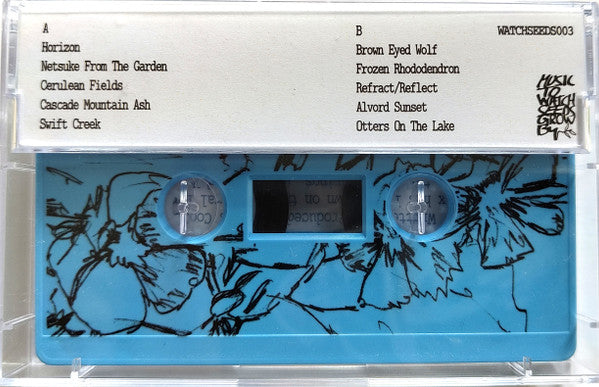 A
Horizon
Netsuke From The Garden
Cerulean Fields
Cascade Mountain Ash
Swift Creek
B
Brown Eyed Wolf
Frozen Rhododendron
Refract/Reflect
Alvord Sunset
Otters On The Lake
WATCHSEEDS003
MUSIC
TO
WATCH
SEEDS
GROW
BY